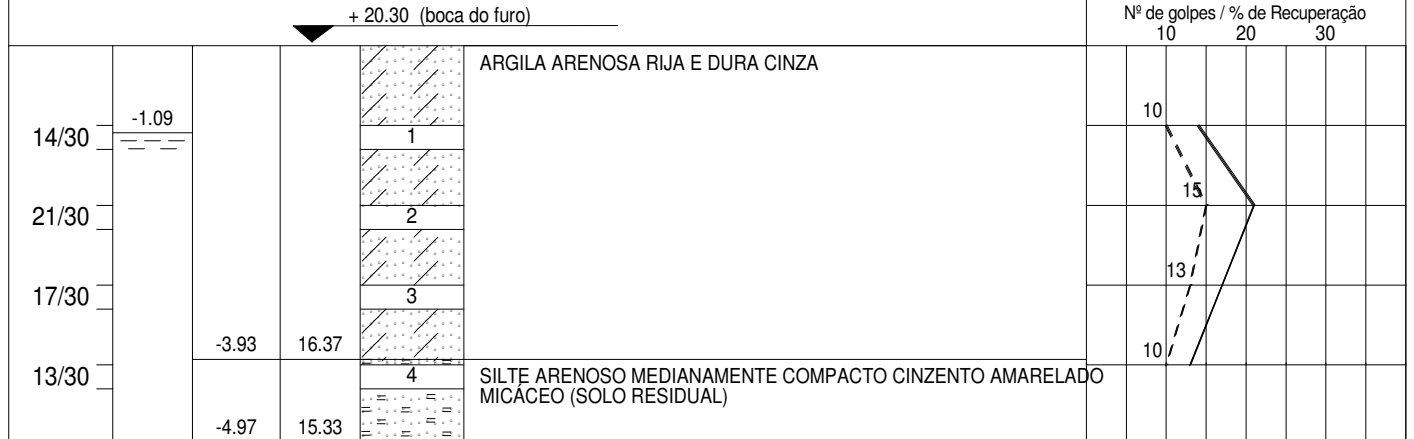 + 20.30 (boca do furo)
Nº de golpes / % de Recuperação
10 20 30
ARGILA ARENOSA RIJA E DURA CINZA
-1.09
10
14/30
1
15
21/30
2
13
17/30
3
-3.93 16.37
10
13/30
4
SILTE ARENOSO MEDIANAMENTE COMPACTO CINZENTO AMARELADO
MICÁCEO (SOLO RESIDUAL)
-4.97 15.33